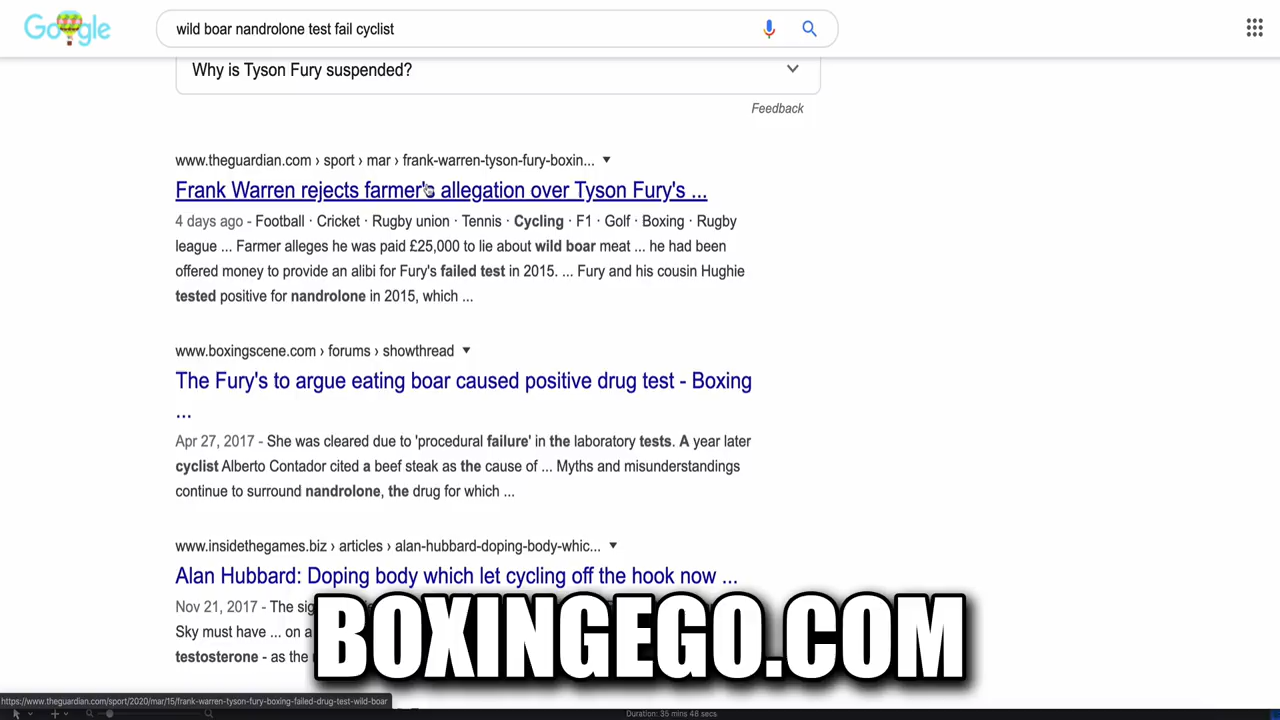 Google
wild boar nandrolone test fail cyclist
Why is Tyson Fury suspended?
Feedback
www.theguardian.com › sport › mar › frank-warren-tyson-fury-boxin...
Frank Warren rejects farmer's allegation over Tyson Fury's ...
4 days ago - Football · Cricket · Rugby union · Tennis · Cycling · F1 · Golf · Boxing · Rugby
league ... Farmer alleges he was paid £25,000 to lie about wild boar meat ... he had been
offered money to provide an alibi for Fury's failed test in 2015. ... Fury and his cousin Hughie
tested positive for nandrolone in 2015, which ...
www.boxingscene.com › forums › showthread
The Fury's to argue eating boar caused positive drug test - Boxing
...
Apr 27, 2017 - She was cleared due to 'procedural failure' in the laboratory tests. A year later
cyclist Alberto Contador cited a beef steak as the cause of ... Myths and misunderstandings
continue to surround nandrolone, the drug for which ...
www.insidethegames.biz › articles › alan-hubbard-doping-body-whic...
Alan Hubbard: Doping body which let cycling off the hook now ...
Nov 21, 2017 - The
Sky must have ... on a
testosterone - as the
BOXINGEGO.COM
https://www.theguardian.com/sport/2020/mar/15/frank-warren-tyson-fury-boxing-failed-drug-test-wild-boar
Duration: 35 mins 48 secs